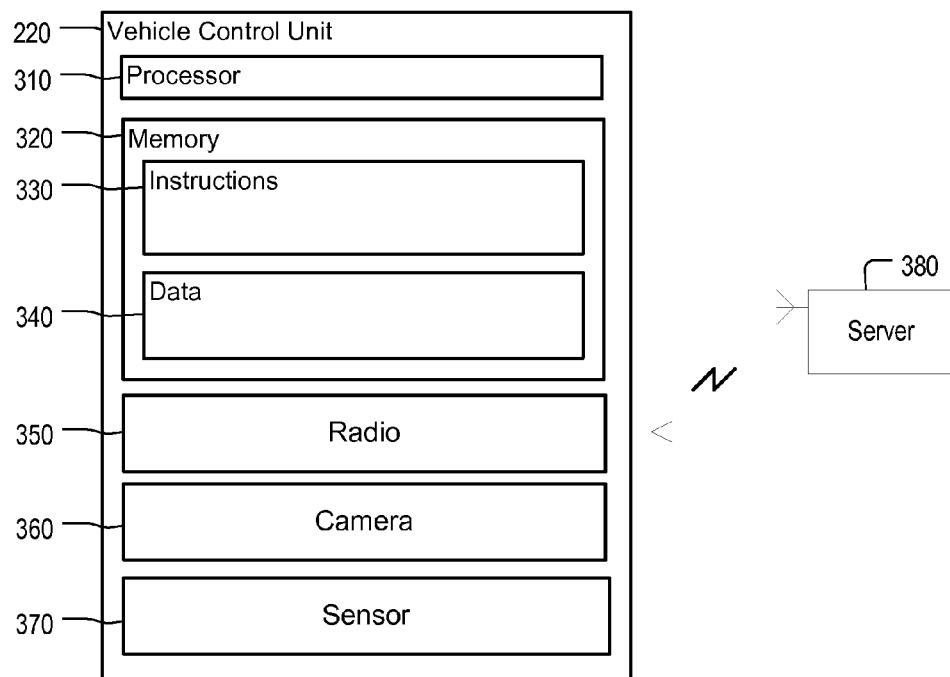 220 Vehicle Control Unit
310 Processor
320 Memory
330 Instructions
340 Data
380
Server
350 Radio
360 Camera
370 Sensor